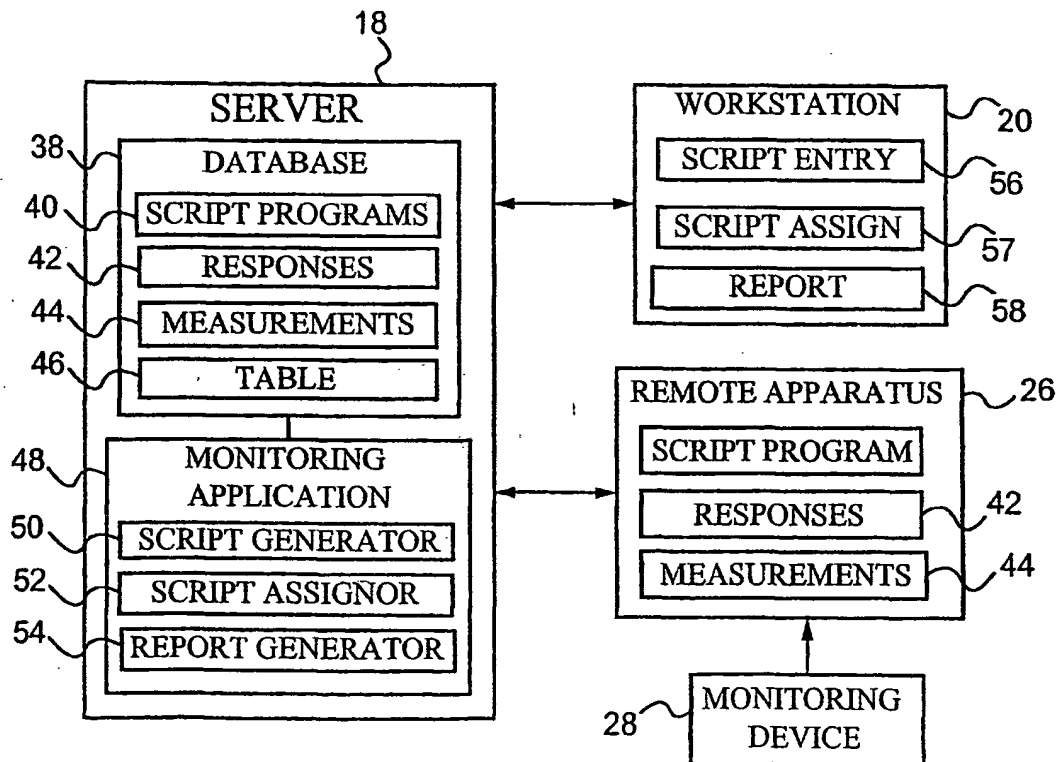 18
SERVER
38
DATABASE
40
SCRIPT PROGRAMS
42
RESPONSES
44
MEASUREMENTS
46
TABLE
48
MONITORING
APPLICATION
50
SCRIPT GENERATOR
52
SCRIPT ASSIGNOR
54
REPORT GENERATOR
WORKSTATION
20
SCRIPT ENTRY
56
SCRIPT ASSIGN
57
REPORT
58
REMOTE APPARATUS
26
SCRIPT PROGRAM
RESPONSES
42
MEASUREMENTS
44
28
MONITORING
DEVICE